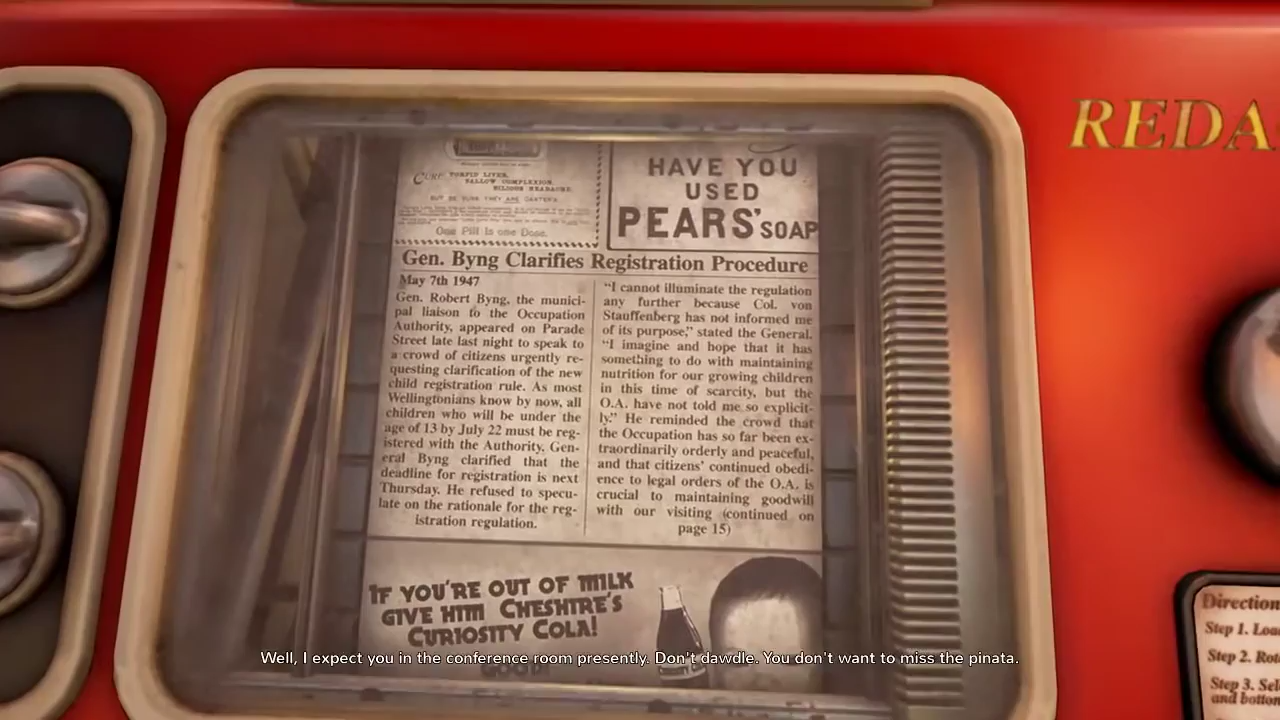 REDA
CURE TORPID LIVER,
SALLOW COMPLEXION,
BILIOUS HEADACHE.
BUT BE SURE THEY ARE CARTER'S
One Pill is one Dose.
HAVE YOU
USED
PEARS' SOAP
Gen. Byng Clarifies Registration Procedure
May 7th 1947
Gen. Robert Byng, the munici-
pal liaison to the Occupation
Authority, appeared on Parade
Street late last night to speak to
a crowd of citizens urgently re-
questing clarification of the new
child registration rule. As most
Wellingtonians know by now, all
children who will be under the
age of 13 by July 22 must be reg-
istered with the Authority. Gen-
eral Byng clarified that the
deadline for registration is next
Thursday. He refused to specu-
late on the rationale for the reg-
istration regulation.
"I cannot illuminate the regulation
any further because Col. von
Stauffenberg has not informed me
of its purpose," stated the General.
"I imagine and hope that it has
something to do with maintaining
nutrition for our growing children
in this time of scarcity, but the
O.A. have not told me so explicit-
ly." He reminded the crowd that
the Occupation has so far been ex-
traordinarily orderly and peaceful,
and that citizens' continued obedi-
ence to legal orders of the O.A. is
crucial to maintaining goodwill
with our visiting (continued on
page 15)
IF YOU'RE OUT OF MILK
GIVE HIM CHESHIRE'S
CURIOSITY COLA!
Direction
Step 1. Loa
Step 2. Rot
Step 3. Sel
and botton
Well, I expect you in the conference room presently. Don't dawdle. You don't want to miss the pinata.